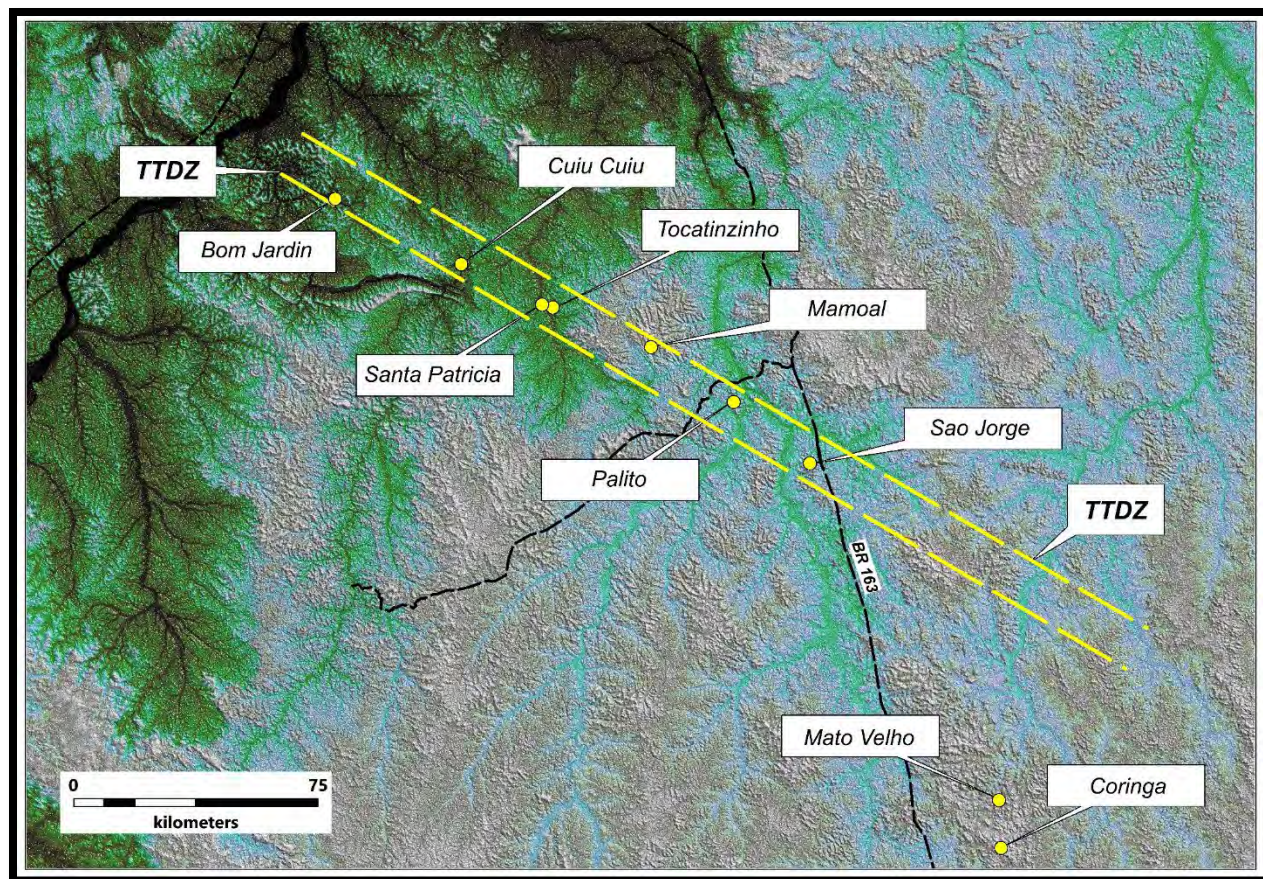 Cuiu Cuiu
TTDZ
Tocatinzinho
Bom Jardin
Mamoal
Santa Patricia
Sao Jorge
Palito
TTDZ
BR 163
Mato Velho
Coringa
0 75
kilometers